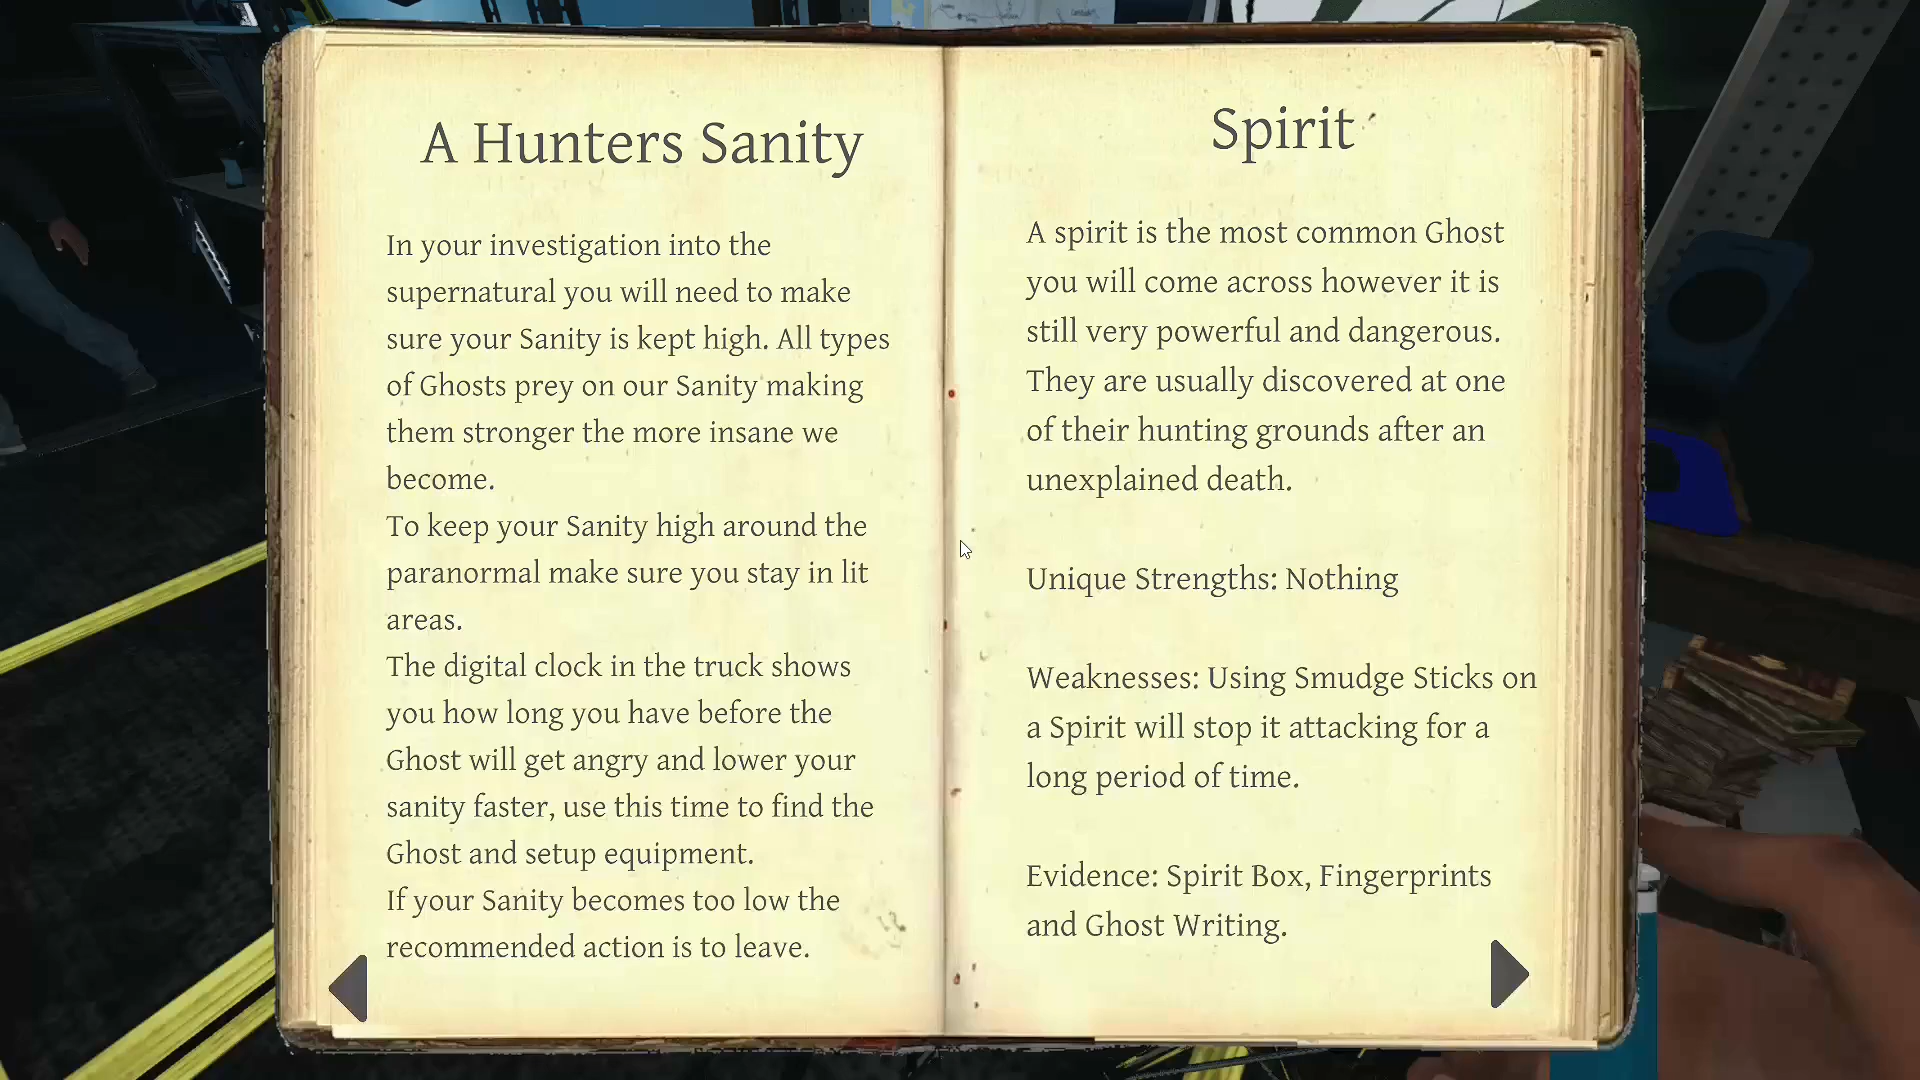 A Hunters Sanity
In your investigation into the
supernatural you will need to make
sure your Sanity is kept high. All types
of Ghosts prey on our Sanity making
them stronger the more insane we
become.
To keep your Sanity high around the
paranormal make sure you stay in lit
areas.
The digital clock in the truck shows
you how long you have before the
Ghost will get angry and lower your
sanity faster, use this time to find the
Ghost and setup equipment.
If your Sanity becomes too low the
recommended action is to leave.
Spirit
A spirit is the most common Ghost
you will come across however it is
still very powerful and dangerous.
They are usually discovered at one
of their hunting grounds after an
unexplained death.
Unique Strengths: Nothing
Weaknesses: Using Smudge Sticks on
a Spirit will stop it attacking for a
long period of time.
Evidence: Spirit Box, Fingerprints
and Ghost Writing.